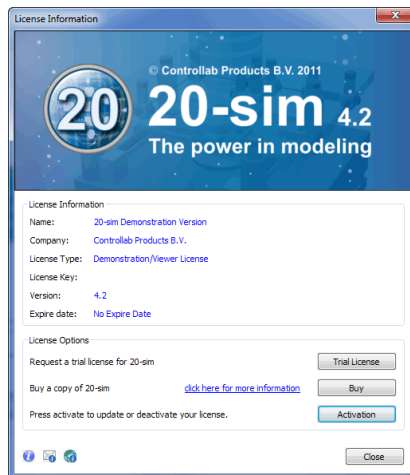 License Information
© Controllab Products B.V. 2011
20
20-sim 4.2
The power in modeling
License Information
Name: 20-sim Demonstration Version
Company: Controllab Products B.V.
License Type: Demonstration/Viewer License
License Key:
Version: 4.2
Expire date: No Expire Date
License Options
Request a trial license for 20-sim Trial License
Buy a copy of 20-sim click here for more information Buy
Press activate to update or deactivate your license. Activation
Close